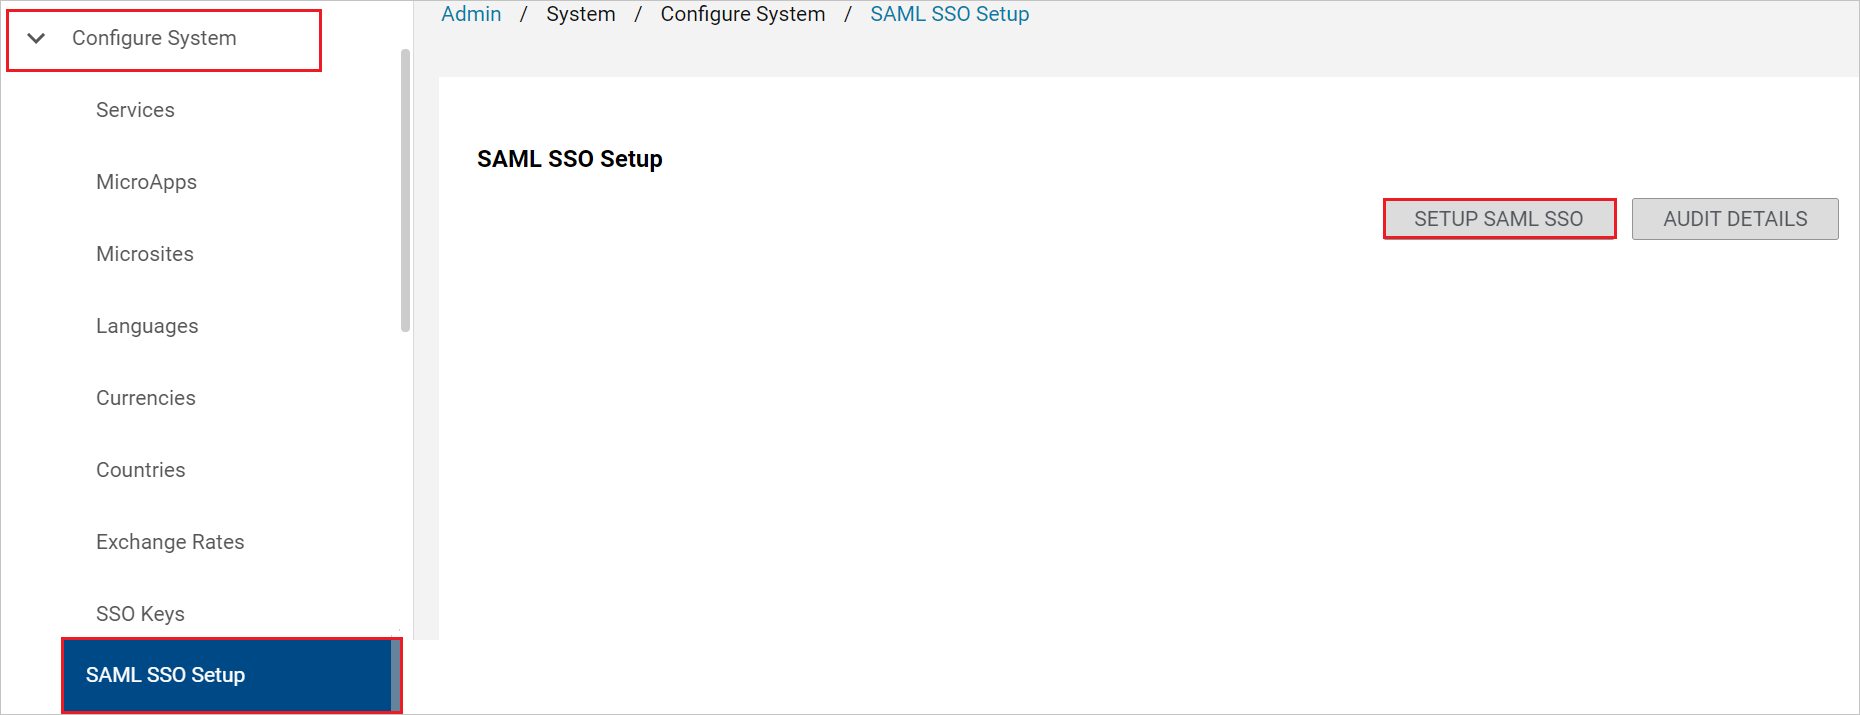 Configure System
Services
MicroApps
Microsites
Languages
Currencies
Countries
Exchange Rates
SSO Keys
SAML SSO Setup
Admin / System / Configure System / SAML SSO Setup
SAML SSO Setup
SETUP SAML SSO AUDIT DETAILS